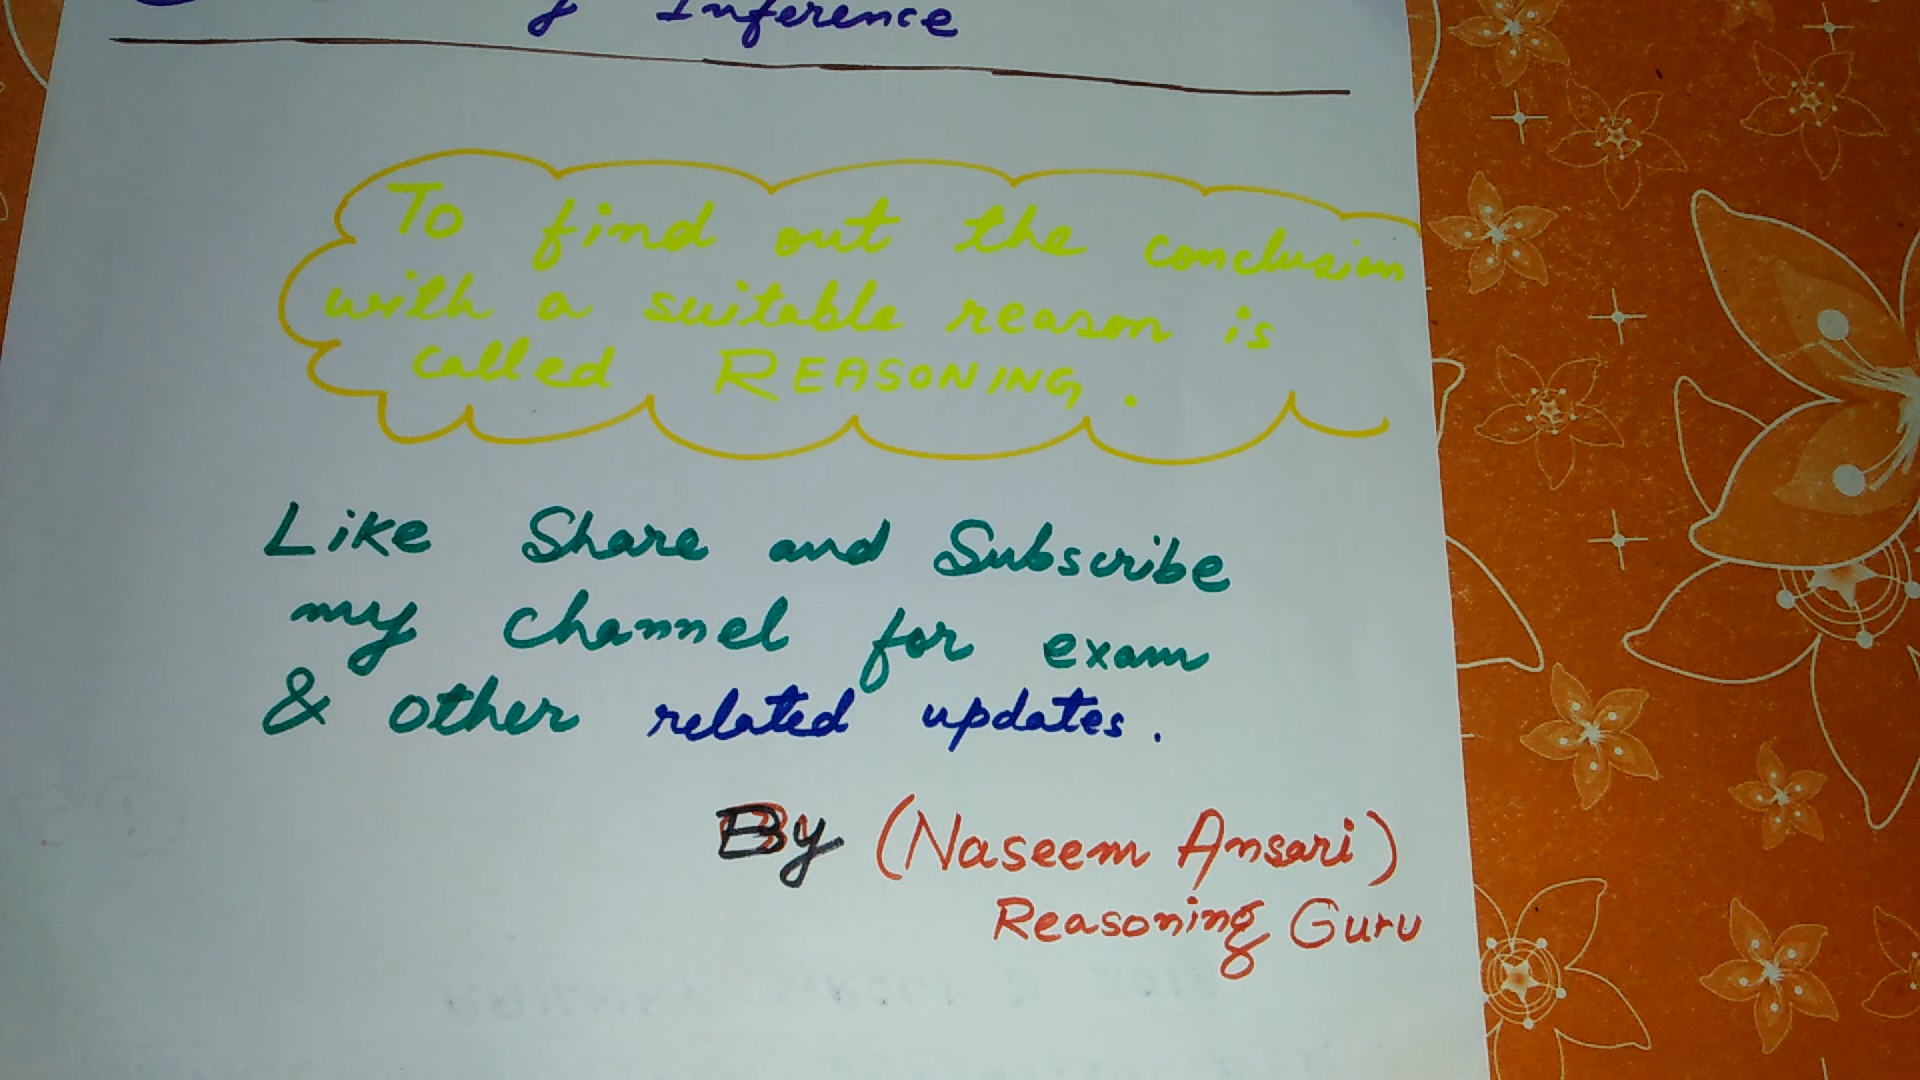 Inference
To find out the conclusion
with a suitable reason is
called REASONING.
Like Share and Subscribe
my channel for exam
& other related updates.
By (Naseem Ansari)
Reasoning Guru